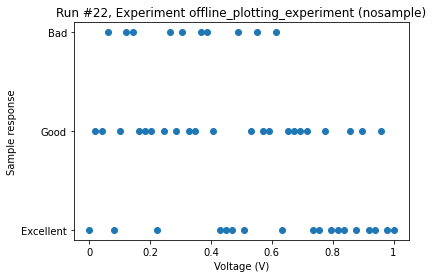 Run #22, Experiment offline_plotting_experiment (nosample)
Bad
Good
Excellent
Sample response
0 0.2 0.4 0.6 0.8 1
Voltage (V)